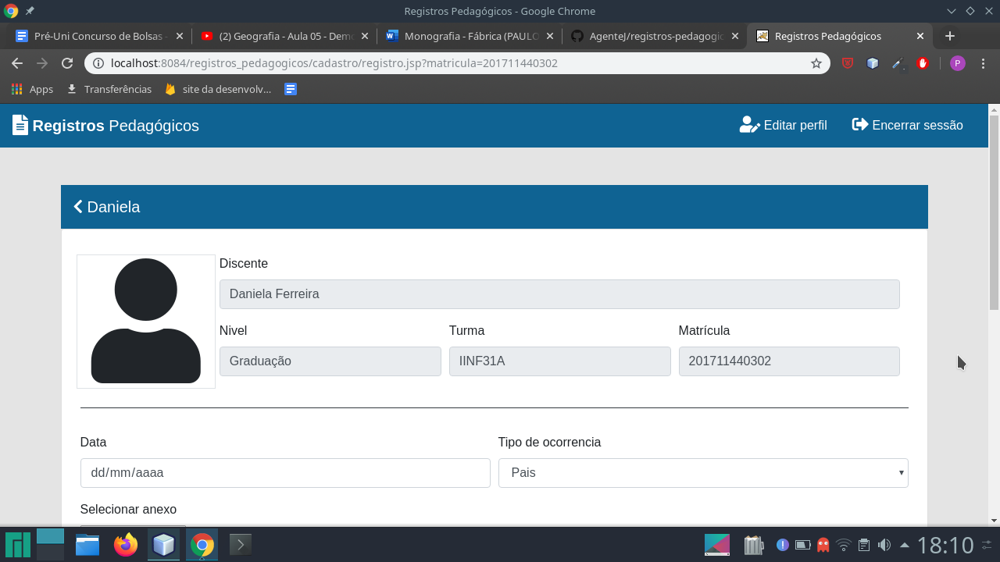 Registros Pedagógicos - Google Chrome
Pré-Uni Concurso de Bolsas -
(2) Geografia - Aula 05 - Demo
Monografia - Fábrica (PAULO
AgenteJ/registros-pedagogic
Registros Pedagógicos
localhost:8084/registros_pedagogicos/cadastro/registro.jsp?matricula=201711440302
P
Apps
Transferências
site da desenvolv...
Registros Pedagógicos
Editar perfil
Encerrar sessão
Daniela
Discente
Daniela Ferreira
Nivel
Turma
Matrícula
Graduação
IINF31A
201711440302
Data
Tipo de ocorrencia
dd/mm/aaaa
Pais
Selecionar anexo
18:10